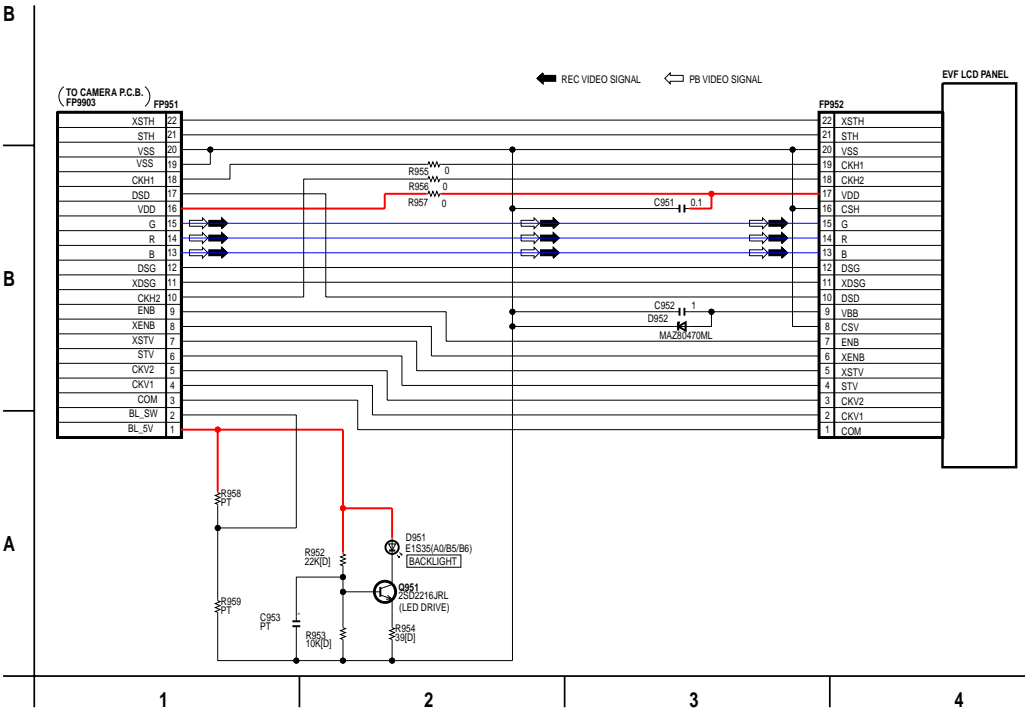 B
REC VIDEO SIGNAL
PB VIDEO SIGNAL
EVF LCD PANEL
(TO CAMERA P.C.B.)
FP9903
FP951
FP952
XSTH 22
STH 21
VSS 20
VSS 19
CKH1 18
DSD 17
VDD 16
G 15
R 14
B 13
DSG 12
XDSG 11
CKH2 10
ENB 9
XENB 8
XSTV 7
STV 6
CKV2 5
CKV1 4
COM 3
BL_SW 2
BL_5V 1
R955 0
R956 0
R957 0
C951 0.1
C952 1
D952
MAZ80470ML
22 XSTH
21 STH
20 VSS
19 CKH1
18 CKH2
17 VDD
16 CSH
15 G
14 R
13 B
12 DSG
11 XDSG
10 DSD
9 VBB
8 CSV
7 ENB
6 XENB
5 XSTV
4 STV
3 CKV2
2 CKV1
1 COM
B
A
R958
PT
R959
PT
C953
PT
R952
22K[D]
R953
10K[D]
D951
E1S35(A0/B5/B6)
BACKLIGHT
Q951
2SD2216JRL
(LED DRIVE)
R954
39[D]
1
2
3
4